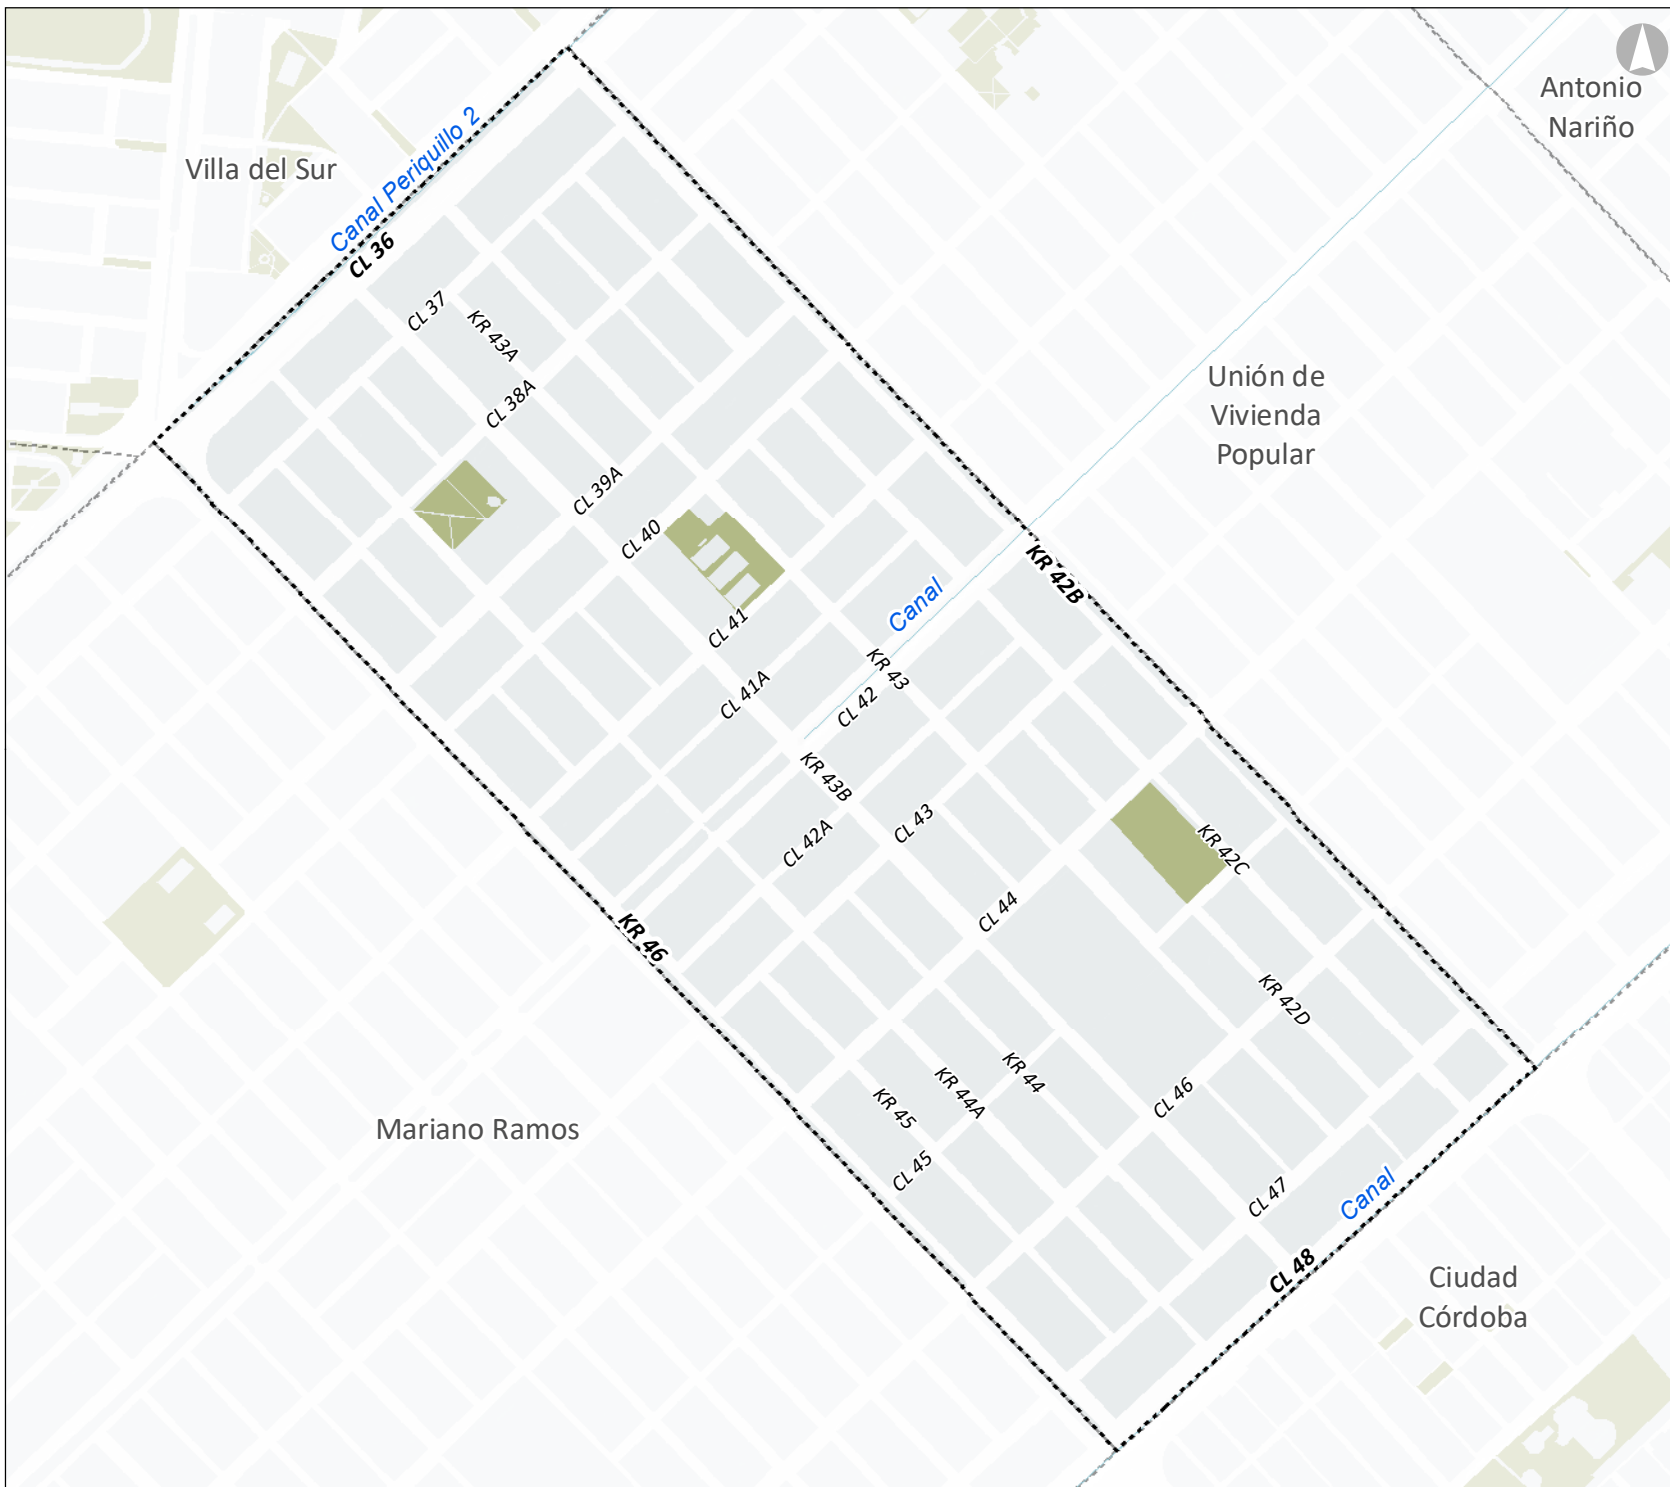 Antonio
Nariño
Villa del Sur
Canal Periquillo 2
CL 36
CL 37
KR 43A
CL 38A
Unión de
Vivienda
Popular
CL 39A
CL 40
KR 42B
Canal
CL 41
KR 43
CL 41A
CL 42
KR 43B
CL 42A
CL 43
KR 42C
CL 44
KR 46
KR 42D
KR 44
KR 44A
KR 45
CL 46
Mariano Ramos
CL 45
CL 47
Canal
CL 48
Ciudad
Córdoba